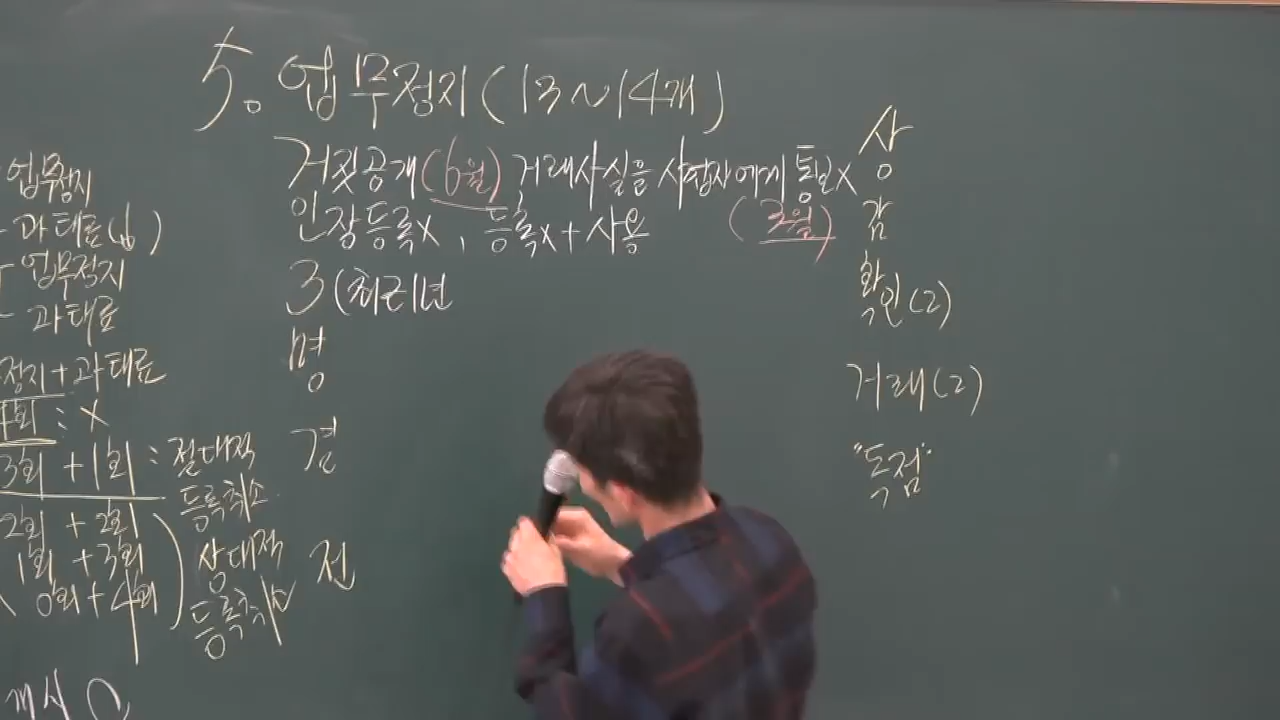 5. 업무정지(13~14개)
거짓공개(6월) 거래사실을 사업자에게 통보x
(3월)
인장등록x, 등록x+사용
3(최근1년
명
겸
전
상
감
확인(2)
거래(2)
"독점"
업무정지
과태료(↓)
업무정지
과태료
정지+과태료
: x
3회+1회 : 절대적
등록취소
2회+2회
1회+3회
0회+4회
상대적
등록취소